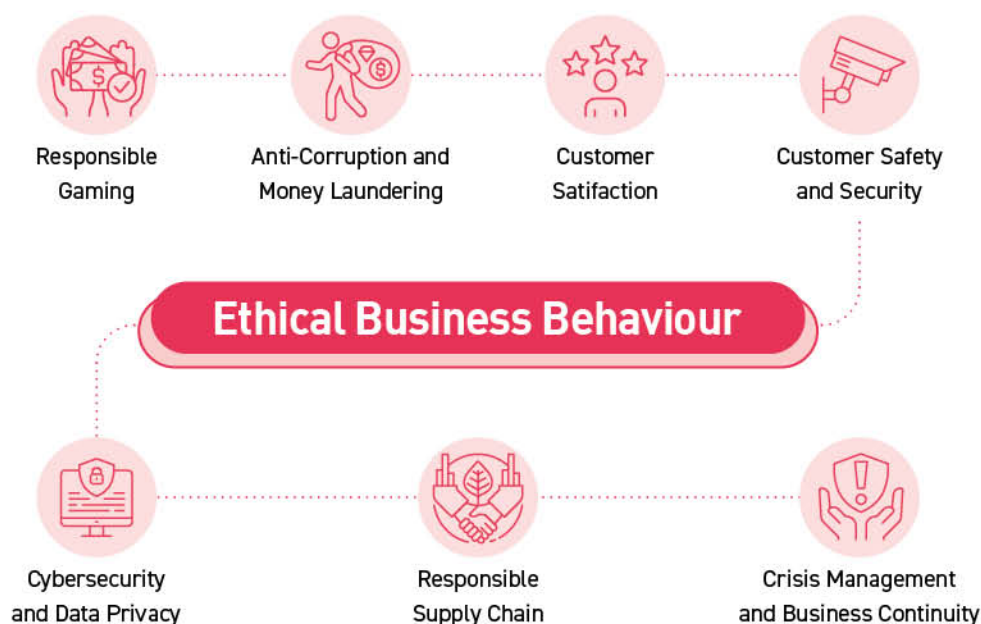 Responsible
Gaming
Anti-Corruption and
Money Laundering
Customer
Satifaction
Customer Safety
and Security
Ethical Business Behaviour
Cybersecurity
and Data Privacy
Responsible
Supply Chain
Crisis Management
and Business Continuity